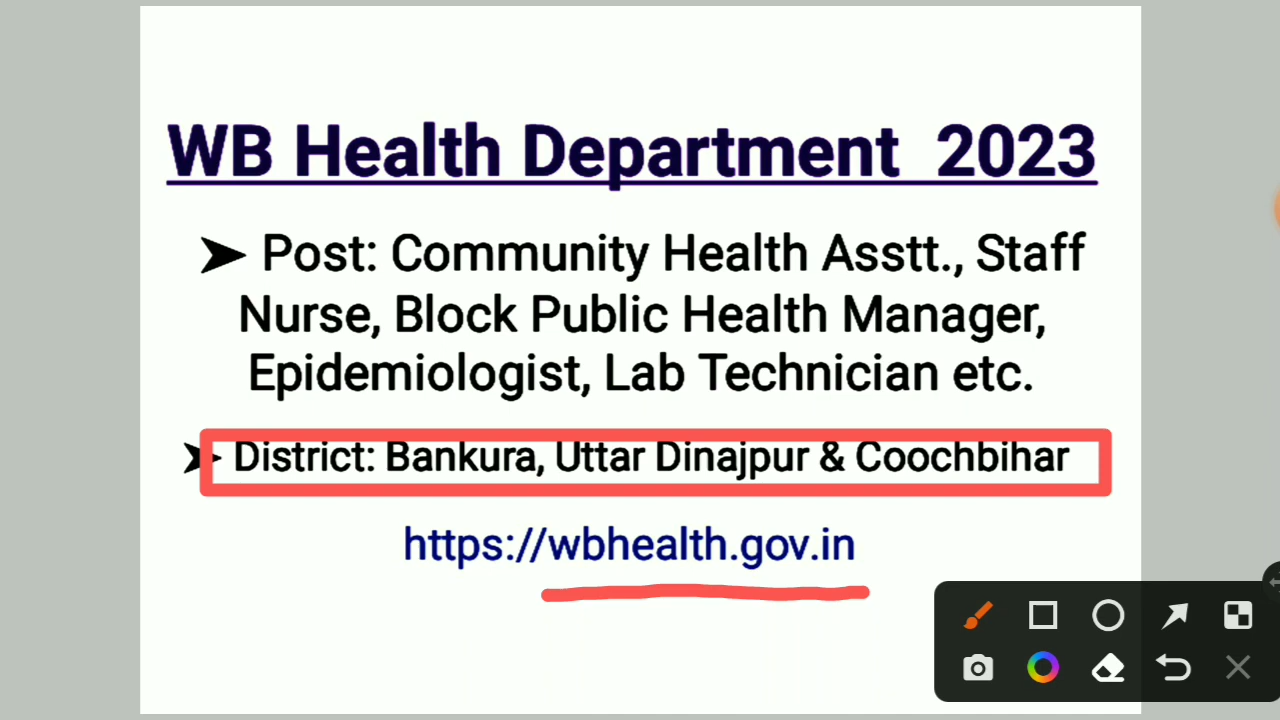 WB Health Department 2023
➤ Post: Community Health Asstt., Staff
Nurse, Block Public Health Manager,
Epidemiologist, Lab Technician etc.
➤ District: Bankura, Uttar Dinajpur & Coochbihar
https://wbhealth.gov.in